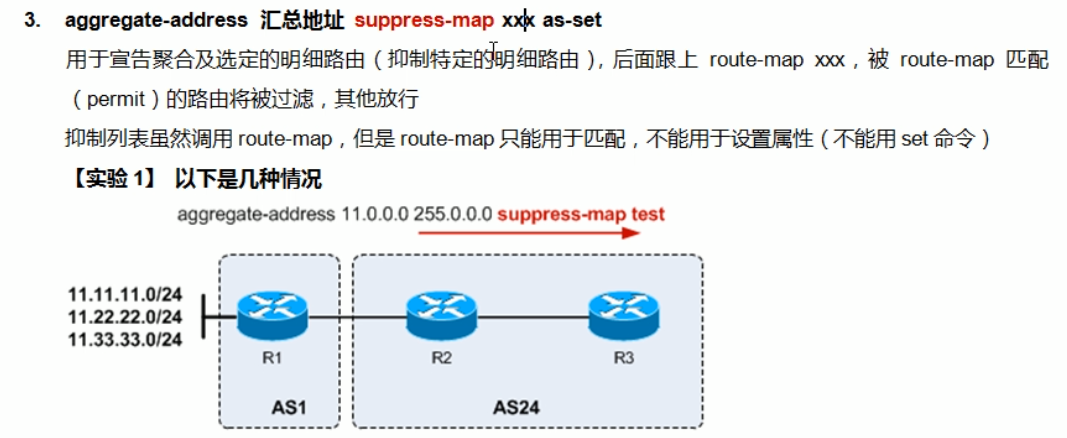 3. aggregate-address 汇总地址 suppress-map xxx as-set
用于宣告聚合及选定的明细路由（抑制特定的明细路由），后面跟上 route-map xxx，被 route-map 匹配
（permit）的路由将被过滤，其他放行
抑制列表虽然调用 route-map，但是 route-map 只能用于匹配，不能用于设置属性（不能用 set 命令）
【实验 1】 以下是几种情况
aggregate-address 11.0.0.0 255.0.0.0 suppress-map test
11.11.11.0/24
11.22.22.0/24
11.33.33.0/24
R1
R2
R3
AS1
AS24